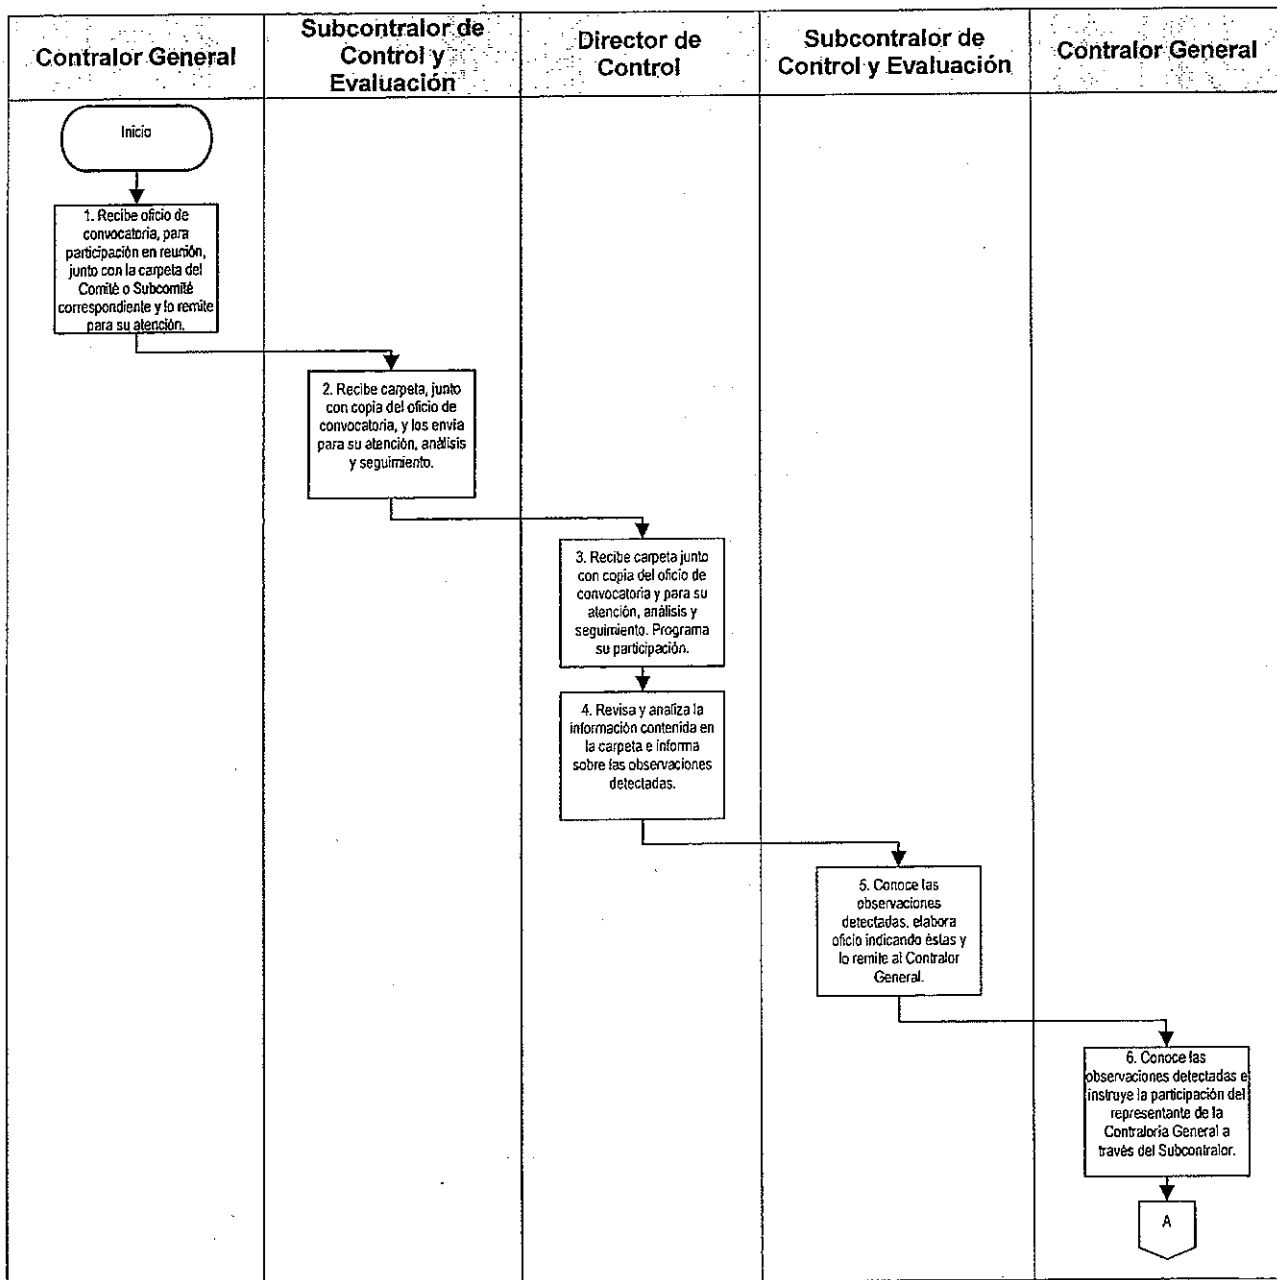 Contralor General
Subcontralor de
Control y
Evaluación
Director de
Control
Subcontralor de
Control y Evaluación
Contralor General
Inicio
1. Recibe oficio de
convocatoria, para
participación en reunión,
junto con la carpeta del
Comité o Subcomité
correspondiente y lo remite
para su atención.
2. Recibe carpeta, junto
con copia del oficio de
convocatoria, y los envía
para su atención, análisis
y seguimiento.
3. Recibe carpeta junto
con copia del oficio de
convocatoria y para su
atención, análisis y
seguimiento. Programa
su participación.
4. Revisa y analiza la
información contenida en
la carpeta e informa
sobre las observaciones
detectadas.
5. Conoce las
observaciones
detectadas, elabora
oficio indicando éstas y
lo remite al Contralor
General.
6. Conoce las
observaciones detectadas e
instruye la participación del
representante de la
Contraloría General a
través del Subcontralor.
A